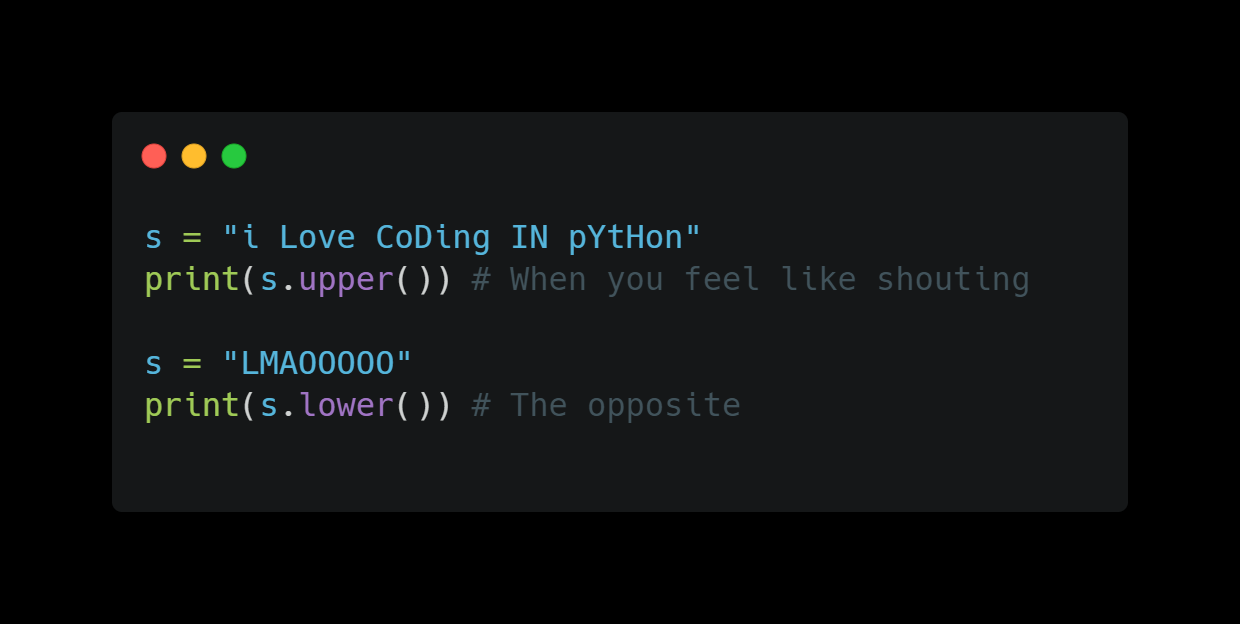 s = "i Love CoDing IN pYtHon"
print(s.upper()) # When you feel like shouting
s = "LMAOOOOO"
print(s.lower()) # The opposite